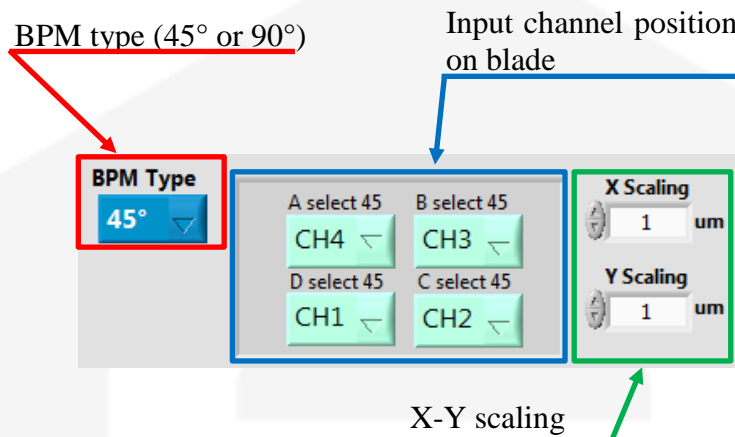 BPM type (45° or 90°)
Input channel position
on blade
BPM Type
45°
A select 45 B select 45
CH4 CH3
D select 45 C select 45
CH1 CH2
X Scaling
1 um
Y Scaling
1 um
X-Y scaling